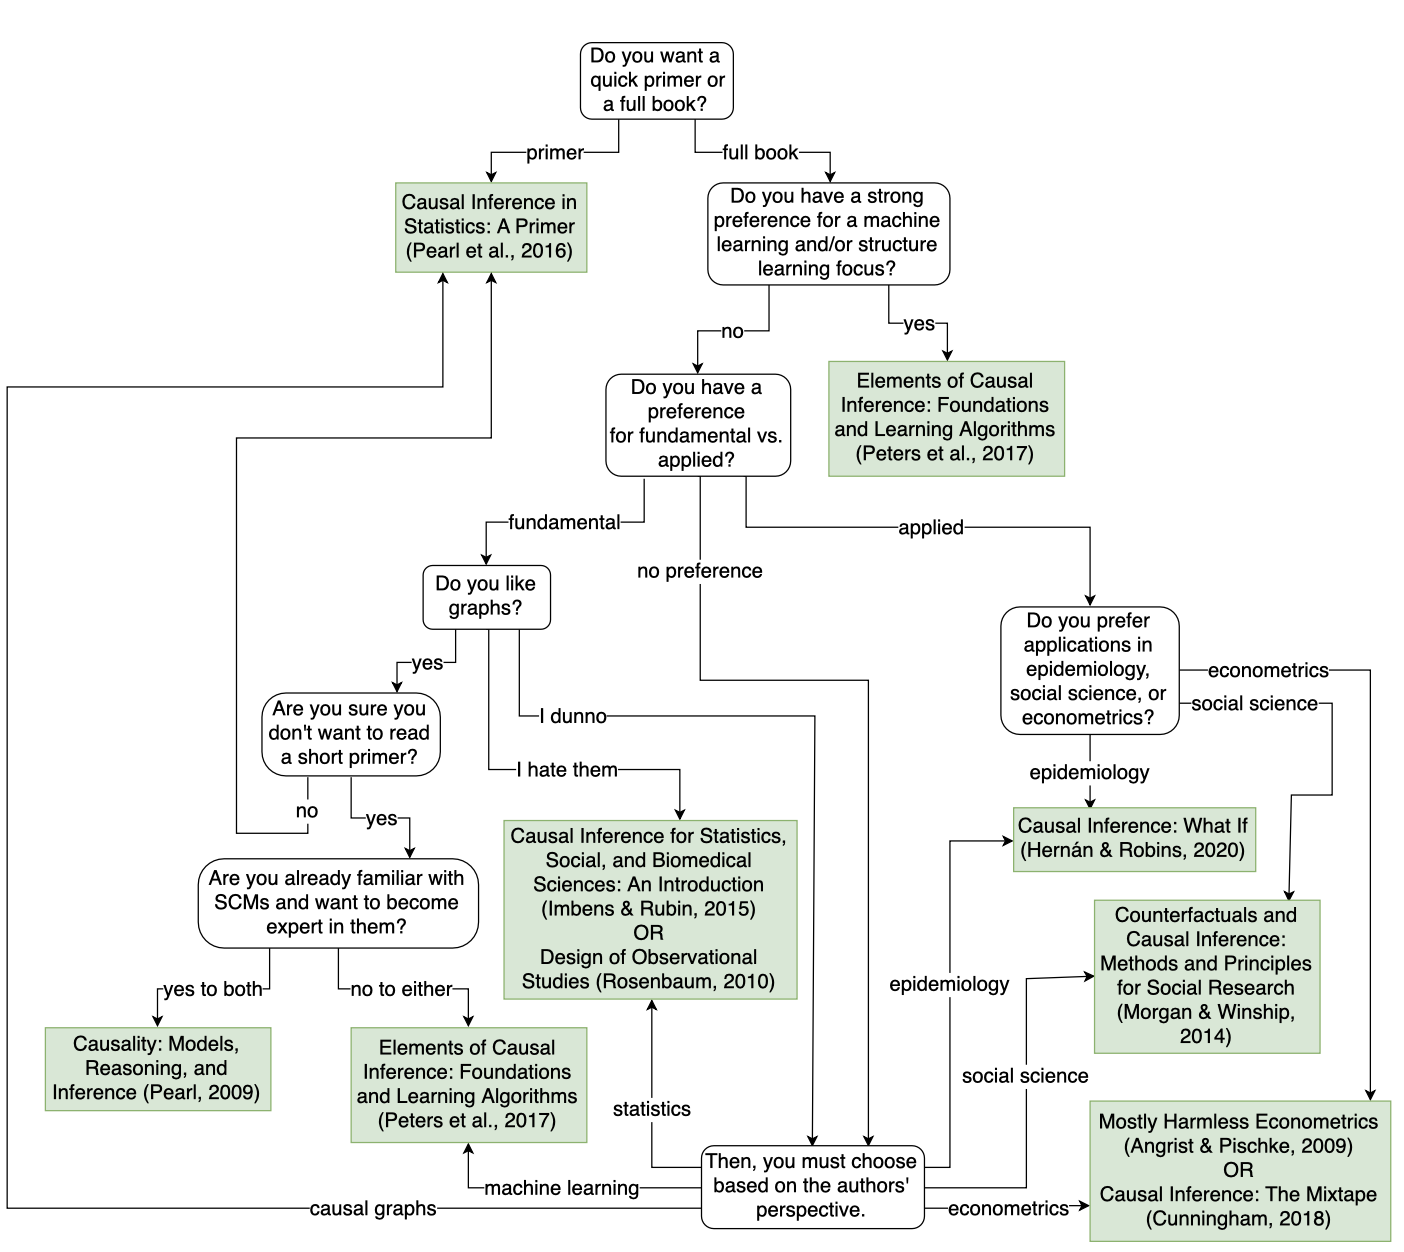 Do you want a
quick primer or
a full book?
primer
full book
Causal Inference in
Statistics: A Primer
(Pearl et al., 2016)
Do you have a strong
preference for a machine
learning and/or structure
learning focus?
no
yes
Do you have a
preference
for fundamental vs.
applied?
Elements of Causal
Inference: Foundations
and Learning Algorithms
(Peters et al., 2017)
fundamental
no preference
applied
Do you like
graphs?
yes
I dunno
I hate them
Do you prefer
applications in
epidemiology,
social science, or
econometrics?
econometrics
social science
epidemiology
Are you sure you
don't want to read
a short primer?
no
yes
Causal Inference for Statistics,
Social, and Biomedical
Sciences: An Introduction
(Imbens & Rubin, 2015)
OR
Design of Observational
Studies (Rosenbaum, 2010)
Causal Inference: What If
(Hernán & Robins, 2020)
Are you already familiar with
SCMs and want to become
expert in them?
yes to both
no to either
Counterfactuals and
Causal Inference:
Methods and Principles
for Social Research
(Morgan & Winship,
2014)
Causality: Models,
Reasoning, and
Inference (Pearl, 2009)
Elements of Causal
Inference: Foundations
and Learning Algorithms
(Peters et al., 2017)
epidemiology
social science
statistics
machine learning
causal graphs
Then, you must choose
based on the authors'
perspective.
econometrics
Mostly Harmless Econometrics
(Angrist & Pischke, 2009)
OR
Causal Inference: The Mixtape
(Cunningham, 2018)